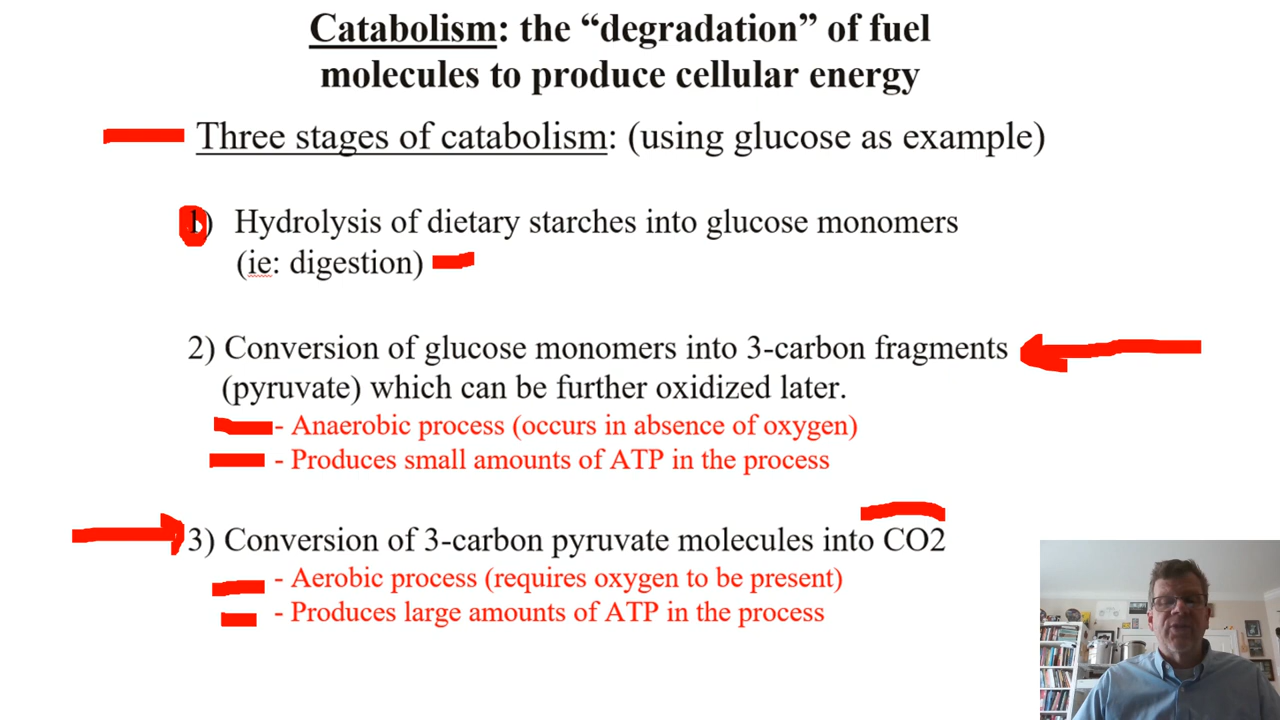 Catabolism: the “degradation” of fuel
molecules to produce cellular energy
Three stages of catabolism: (using glucose as example)
1) Hydrolysis of dietary starches into glucose monomers
(ie: digestion)
2) Conversion of glucose monomers into 3-carbon fragments
(pyruvate) which can be further oxidized later.
- Anaerobic process (occurs in absence of oxygen)
- Produces small amounts of ATP in the process
3) Conversion of 3-carbon pyruvate molecules into CO2
- Aerobic process (requires oxygen to be present)
- Produces large amounts of ATP in the process